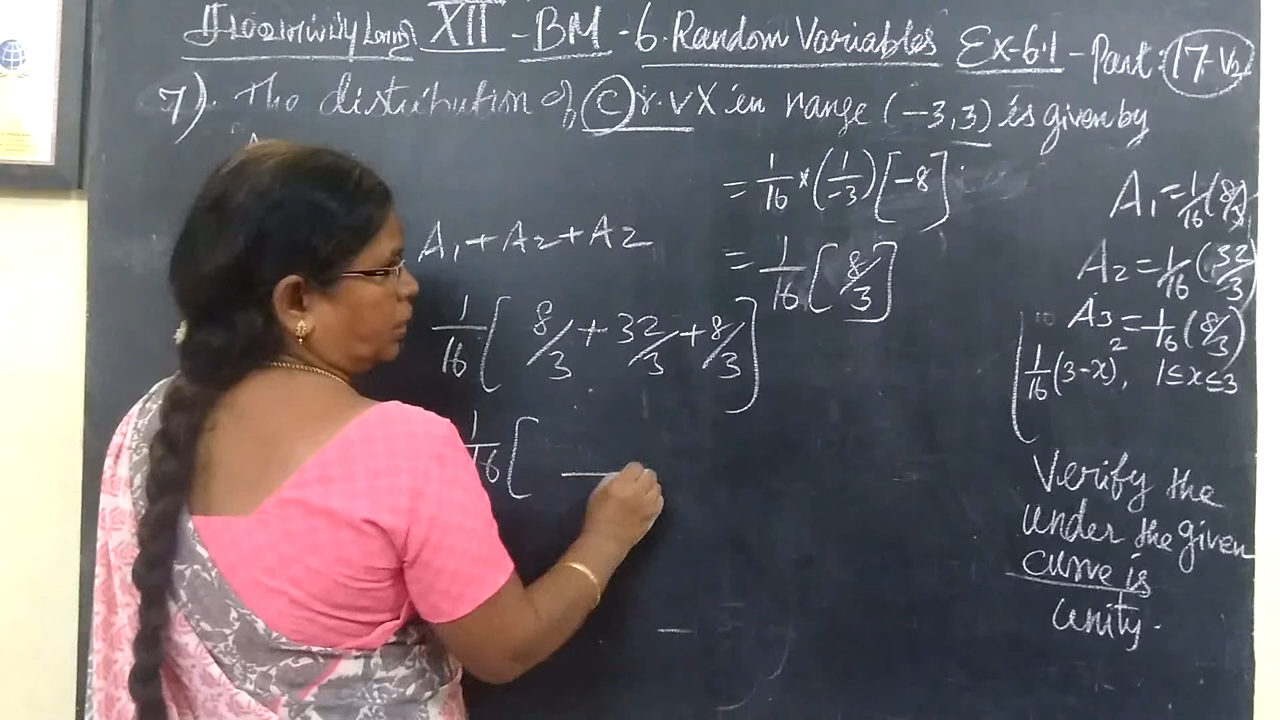 XII - BM - 6. Random Variables Ex-6.1 - Part: 17-V2
7). The distribution of C r.v X in range (-3, 3) is given by
A1 + A2 + A2
1/16 [ 8/3 + 32/3 + 8/3 ]
1/16 [
= 1/16 × (1/-3) [-8]
= 1/16 [8/3]
A1 = 1/16 (8/3)
A2 = 1/16 (32/3)
A3 = 1/16 (8/3)
1/16 (3-x)², 1≤x≤3
Verify the
under the given
curve is
unity.